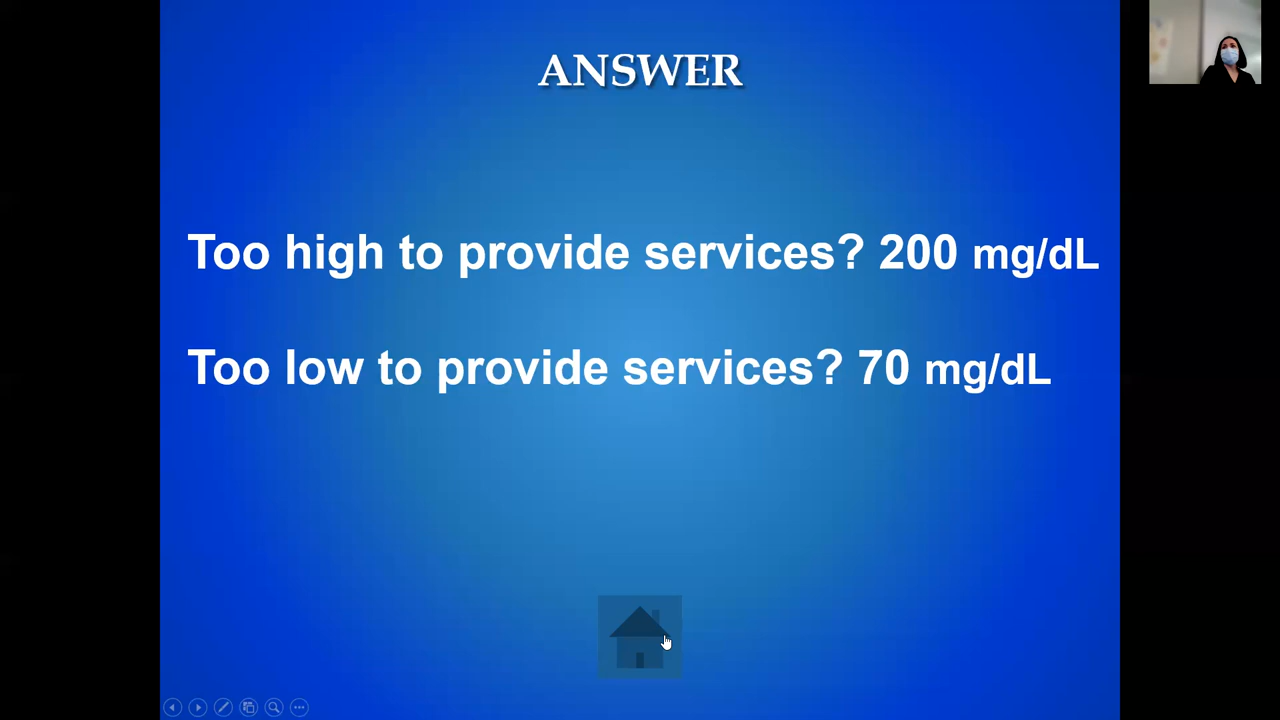 ANSWER
Too high to provide services? 200 mg/dL
Too low to provide services? 70 mg/dL